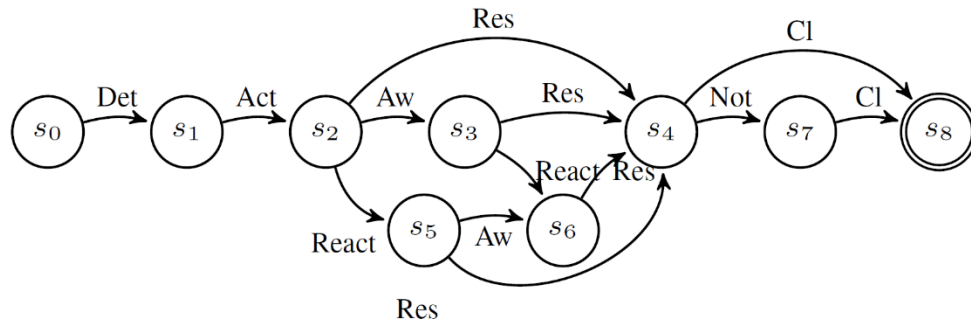 Res
Cl
Det Act Aw Res Not Cl
s0 s1 s2 s3 s4 s7 s8
React Res
React s5 Aw s6
Res